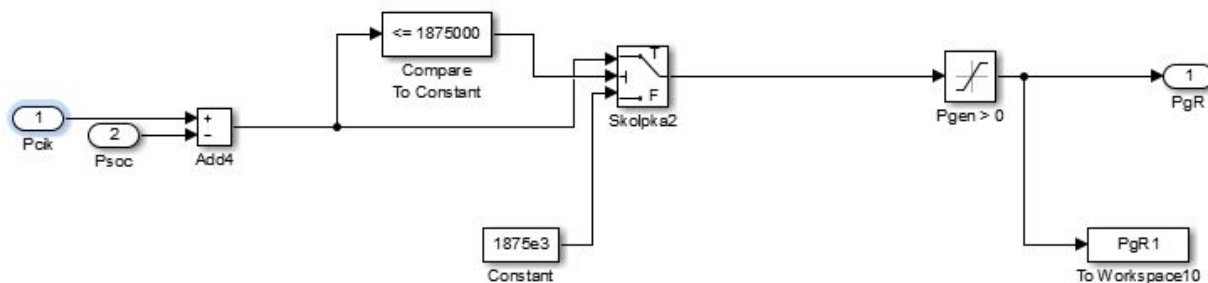 <= 1875000
Compare
To Constant
T
F
Skolpka2
1
Pcik
2
Psoc
+
−
Add4
Pgen > 0
1
PgR
1875e3
Constant
PgR1
To Workspace10